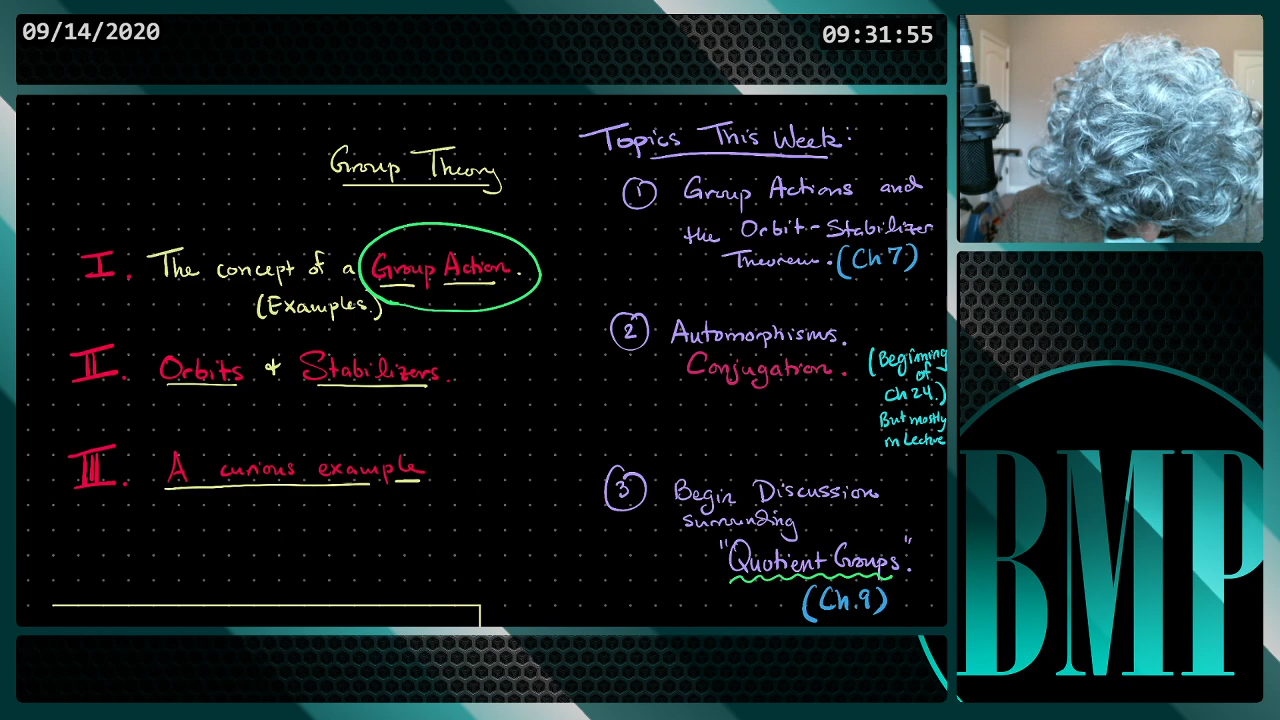 09/14/2020
09:31:55
Group Theory
I. The concept of a Group Action.
(Examples.)
II. Orbits & Stabilizers.
III. A curious example
Topics This Week:
① Group Actions and
the Orbit-Stabilizer
Theorem. (Ch 7)
② Automorphisms.
Conjugation.
(Beginning
of
Ch 24.)
But mostly
in Lecture
③ Begin Discussion
surrounding
"Quotient Groups".
(Ch. 9)
BMP